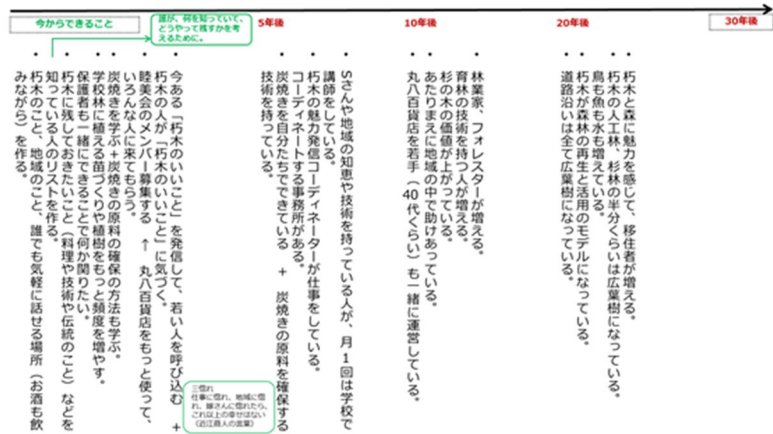 今からできること
誰が、何を知っていて、
どうやって残すかを考
えるために。
5年後
10年後
20年後
30年後
・朽木と森に魅力を感じて、移住者が増える。
・朽木の人工林、杉林の半分くらいは広葉樹になっている。
・鳥も魚も水も増えている。
・朽木が森林の再生と活用のモデルになっている。
・道路沿いは全て広葉樹になっている。
・林業家、フォレスターが増える。
・育林の技術を持つ人が増える。
・杉の木の価値が上がっている。
・あたりまえに地域の中で助けあっている。
・丸八百貨店を若手（40代くらい）も一緒に運営している。
・Sさんや地域の知恵や技術を持っている人が、月1回は学校で
講師をしている。
・朽木の魅力発信コーディネーターが仕事をしている。
コーディネートする事務所がある。
・炭焼きを自分たちでできている ＋ 炭焼きの原料を確保する
技術を持っている。
・今ある「朽木のいいこと」を発信して、若い人を呼び込む ＋
朽木の人が「朽木のいいこと」に気づく。
・睦美会のメンバー募集する ↑ 丸八百貨店をもっと使って、
いろんな人に来てもらう。
・炭焼きを学ぶ＋炭焼きの原料の確保の方法も学ぶ。
・学校林に植える苗づくりや植樹をもっと頻度を増やす。
・保護者も一緒にできることで何か関りたい。
・朽木に残しておきたいこと（料理や技術や伝統のこと）などを
知っている人のリストを作る。
・朽木のこと、地域のこと、誰でも気軽に話せる場所（お酒も飲
みながら）を作る。
三惚れ
仕事に惚れ、地域に惚
れ、嫁さんに惚れたら、
これ以上の幸せはない
（近江商人の言葉）